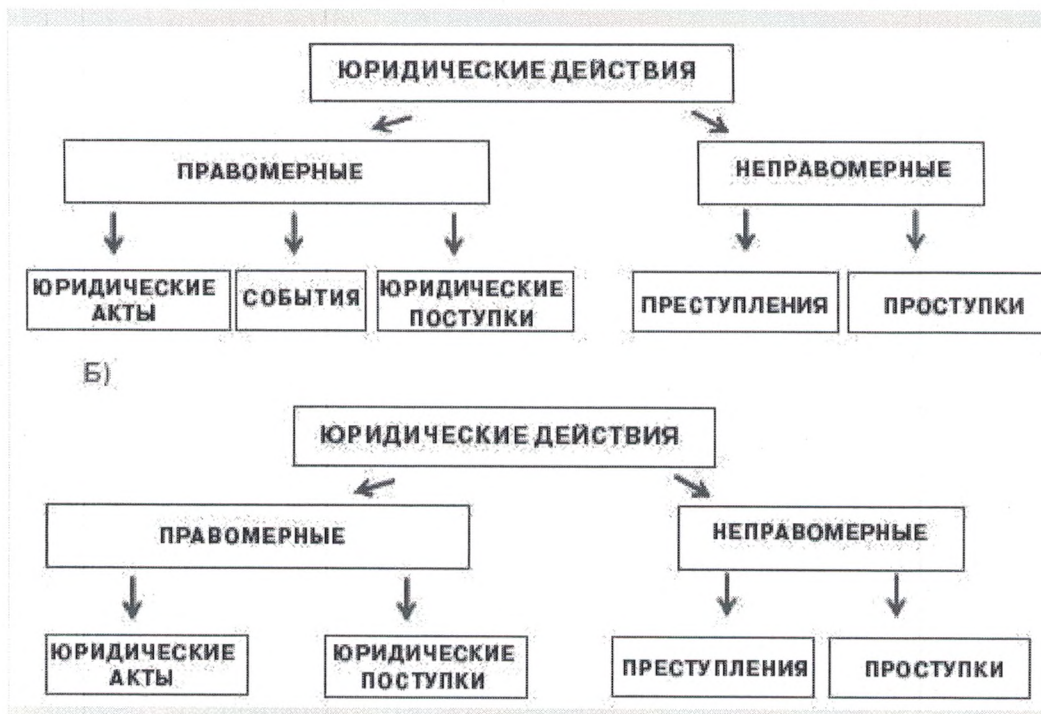 ЮРИДИЧЕСКИЕ ДЕЙСТВИЯ
ПРАВОМЕРНЫЕ
НЕПРАВОМЕРНЫЕ
ЮРИДИЧЕСКИЕ
АКТЫ
СОБЫТИЯ
ЮРИДИЧЕСКИЕ
ПОСТУПКИ
ПРЕСТУПЛЕНИЯ
ПРОСТУПКИ
Б)
ЮРИДИЧЕСКИЕ ДЕЙСТВИЯ
ПРАВОМЕРНЫЕ
НЕПРАВОМЕРНЫЕ
ЮРИДИЧЕСКИЕ
АКТЫ
ЮРИДИЧЕСКИЕ
ПОСТУПКИ
ПРЕСТУПЛЕНИЯ
ПРОСТУПКИ